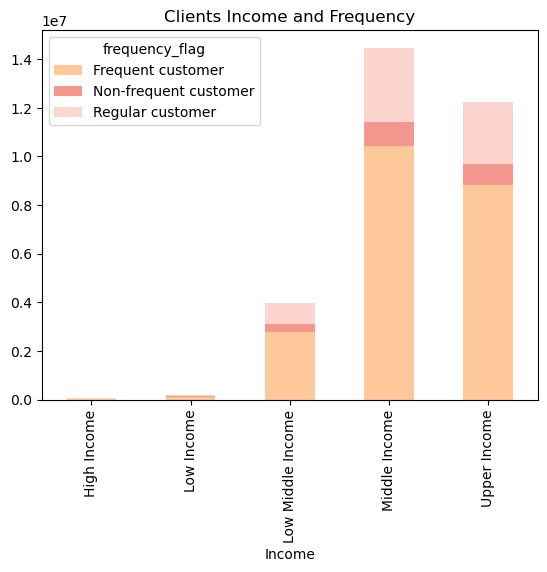 Clients Income and Frequency
1e7
frequency_flag
Frequent customer
Non-frequent customer
Regular customer
1.4
1.2
1.0
0.8
0.6
0.4
0.2
0.0
High Income
Low Income
Low Middle Income
Middle Income
Upper Income
Income